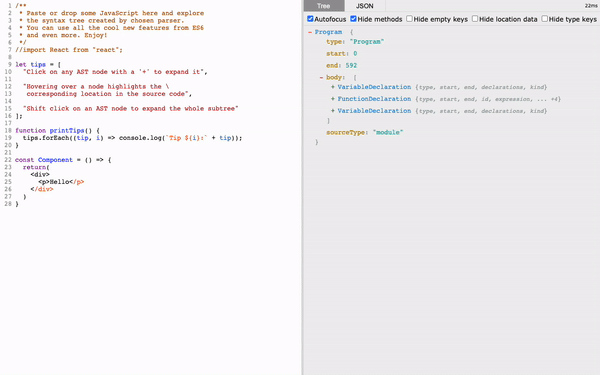 1 /**
2  * Paste or drop some JavaScript here and explore
3  * the syntax tree created by chosen parser.
4  * You can use all the cool new features from ES6
5  * and even more. Enjoy!
6  */
7 //import React from "react";
8
9 let tips = [
10   "Click on any AST node with a '+' to expand it",
11
12   "Hovering over a node highlights the \
13    corresponding location in the source code",
14
15   "Shift click on an AST node to expand the whole subtree"
16 ];
17
18 function printTips() {
19   tips.forEach((tip, i) => console.log(`Tip ${i}:` + tip));
20 }
21
22 const Component = () => {
23   return(
24     <div>
25       <p>Hello</p>
26     </div>
27   )
28 }
Tree JSON 22ms
Autofocus Hide methods Hide empty keys Hide location data Hide type keys
- Program {
type: "Program"
start: 0
end: 592
- body: [
+ VariableDeclaration {type, start, end, declarations, kind}
+ FunctionDeclaration {type, start, end, id, expression, ... +4}
+ VariableDeclaration {type, start, end, declarations, kind}
]
sourceType: "module"
}